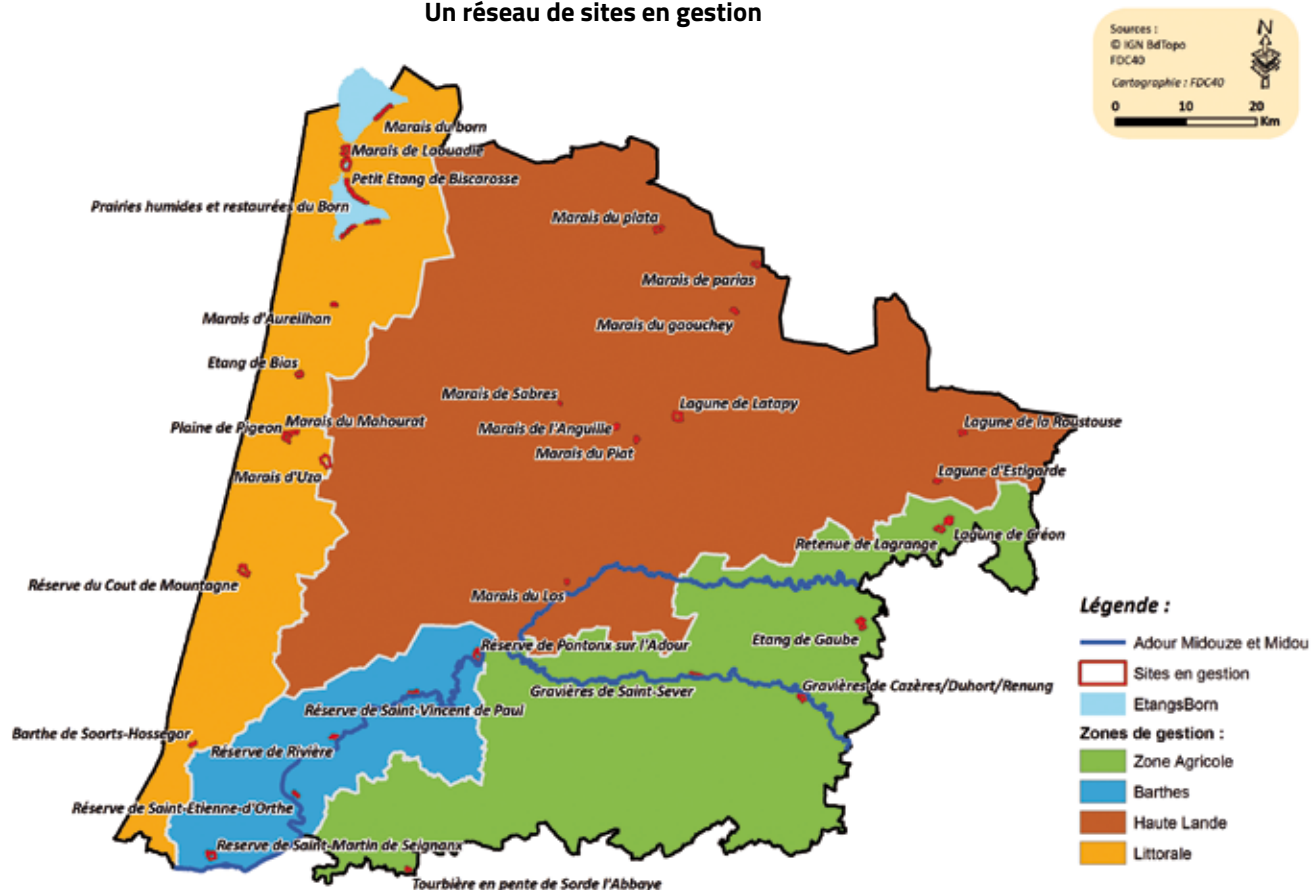 Un réseau de sites en gestion
Sources :
© IGN BdTopo
FDC40
Cartographie : FDC40
N
0 10 20
Km
Marais du born
Marais de Laouadie
Petit Etang de Biscarosse
Prairies humides et restaurées du Born
Marais du plata
Marais de parias
Marais du gaouchey
Marais d'Aureilhan
Etang de Bias
Marais de Sabres
Lagune de Latapy
Plaine de Pigeon
Marais du Mahourat
Marais de l'Anguille
Lagune de la Roustouse
Marais du Plat
Marais d'Uza
Lagune d'Estigarde
Retenue de Lagrange
Lagune de Gréon
Réserve du Cout de Mountagne
Marais du Los
Etang de Gaube
Réserve de Pontonx sur l'Adour
Gravières de Saint-Sever
Gravières de Cazères/Duhort/Renung
Réserve de Saint-Vincent de Paul
Barthe de Soorts-Hossegor
Réserve de Rivière
Réserve de Saint-Etienne-d'Orthe
Réserve de Saint-Martin de Seignanx
Tourbière en pente de Sorde l'Abbaye
Légende :
Adour Midouze et Midou
Sites en gestion
EtangsBorn
Zones de gestion :
Zone Agricole
Barthes
Haute Lande
Littorale